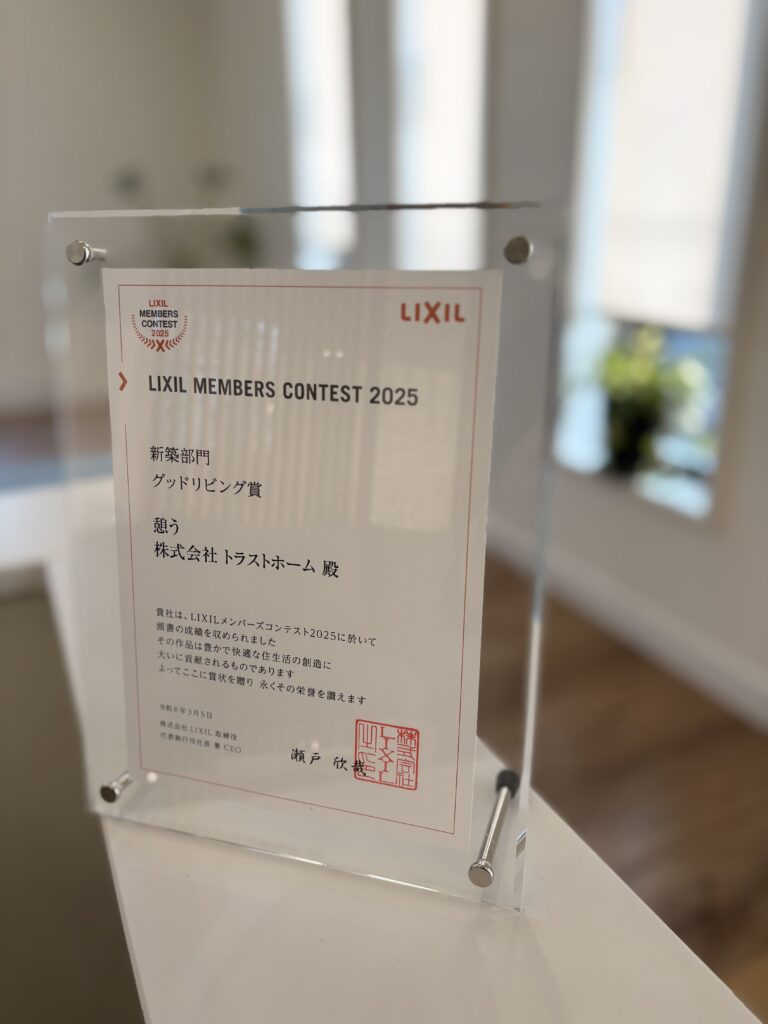 LIXIL
MEMBERS
CONTEST
2025
LIXIL
LIXIL MEMBERS CONTEST 2025
新築部門
グッドリビング賞
憩う
株式会社 トラストホーム 殿
貴社は、LIXILメンバーズコンテスト2025に於いて
頭書の成績を収められました
その作品は豊かで快適な住生活の創造に
大いに貢献されるものであります
よってここに賞状を贈り 永くその栄誉を讃えます
令和8年3月5日
株式会社 LIXIL 取締役
代表執行役社長 兼 CEO
瀬戸 欣哉
株式会社
LIXIL